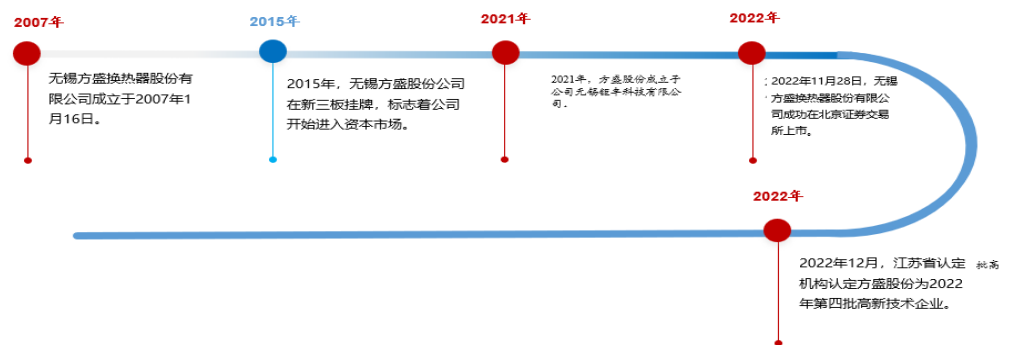 2007年
2015年
2021年
2022年
无锡方盛换热器股份有
限公司成立于2007年1
月16日。
2015年，无锡方盛股份公司
在新三板挂牌，标志着公司
开始进入资本市场。
2021年，方盛股份成立子
公司无锡钜丰科技有限公
司．
2022年11月28日，无锡
方盛换热器股份有限公
司成功在北京证券交易
所上市。
2022年
2022年12月，江苏省认定
机构认定方盛股份为2022
年第四批高新技术企业。
批高